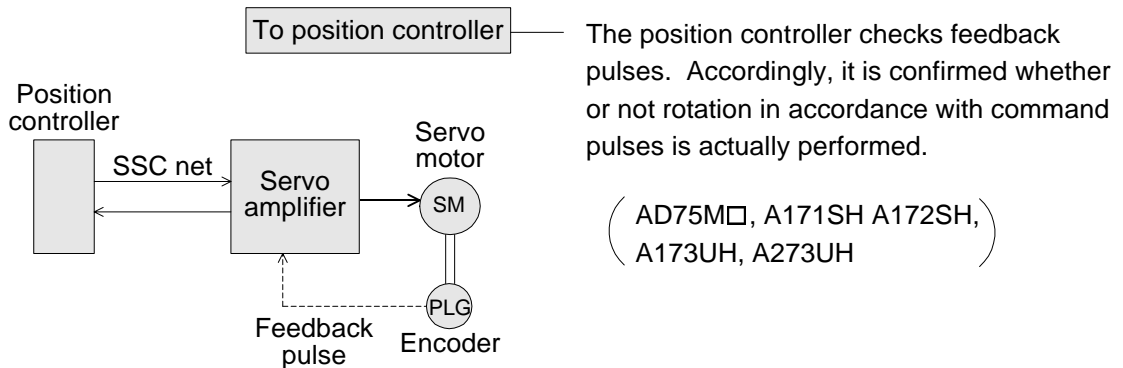 To position controller
The position controller checks feedback
pulses. Accordingly, it is confirmed whether
or not rotation in accordance with command
pulses is actually performed.
Position
controller
SSC net
Servo
amplifier
Servo
motor
SM
PLG
Encoder
Feedback
pulse
AD75M□, A171SH A172SH,
A173UH, A273UH